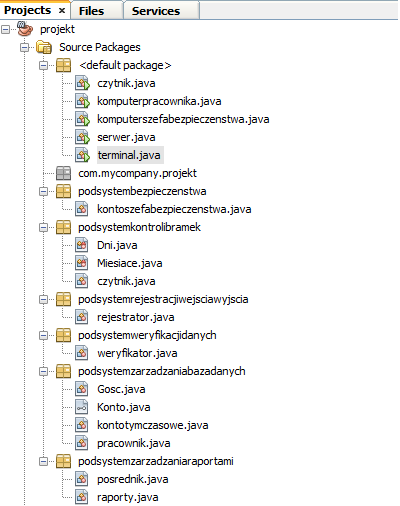 Projects × Files Services
projekt
Source Packages
<default package>
czytnik.java
komputerpracownika.java
komputerszefabezpieczenstwa.java
serwer.java
terminal.java
com.mycompany.projekt
podsystembezpieczenstwa
kontoszefabezpieczenstwa.java
podsystemkontrolibramek
Dni.java
Miesiace.java
czytnik.java
podsystemrejestracjiwejsciawyjscia
rejestrator.java
podsystemweryfikacjidanych
weryfikator.java
podsystemzarzadzaniabazadanych
Gosc.java
Konto.java
kontotymczasowe.java
pracownik.java
podsystemzarzadzaniaraportami
posrednik.java
raporty.java